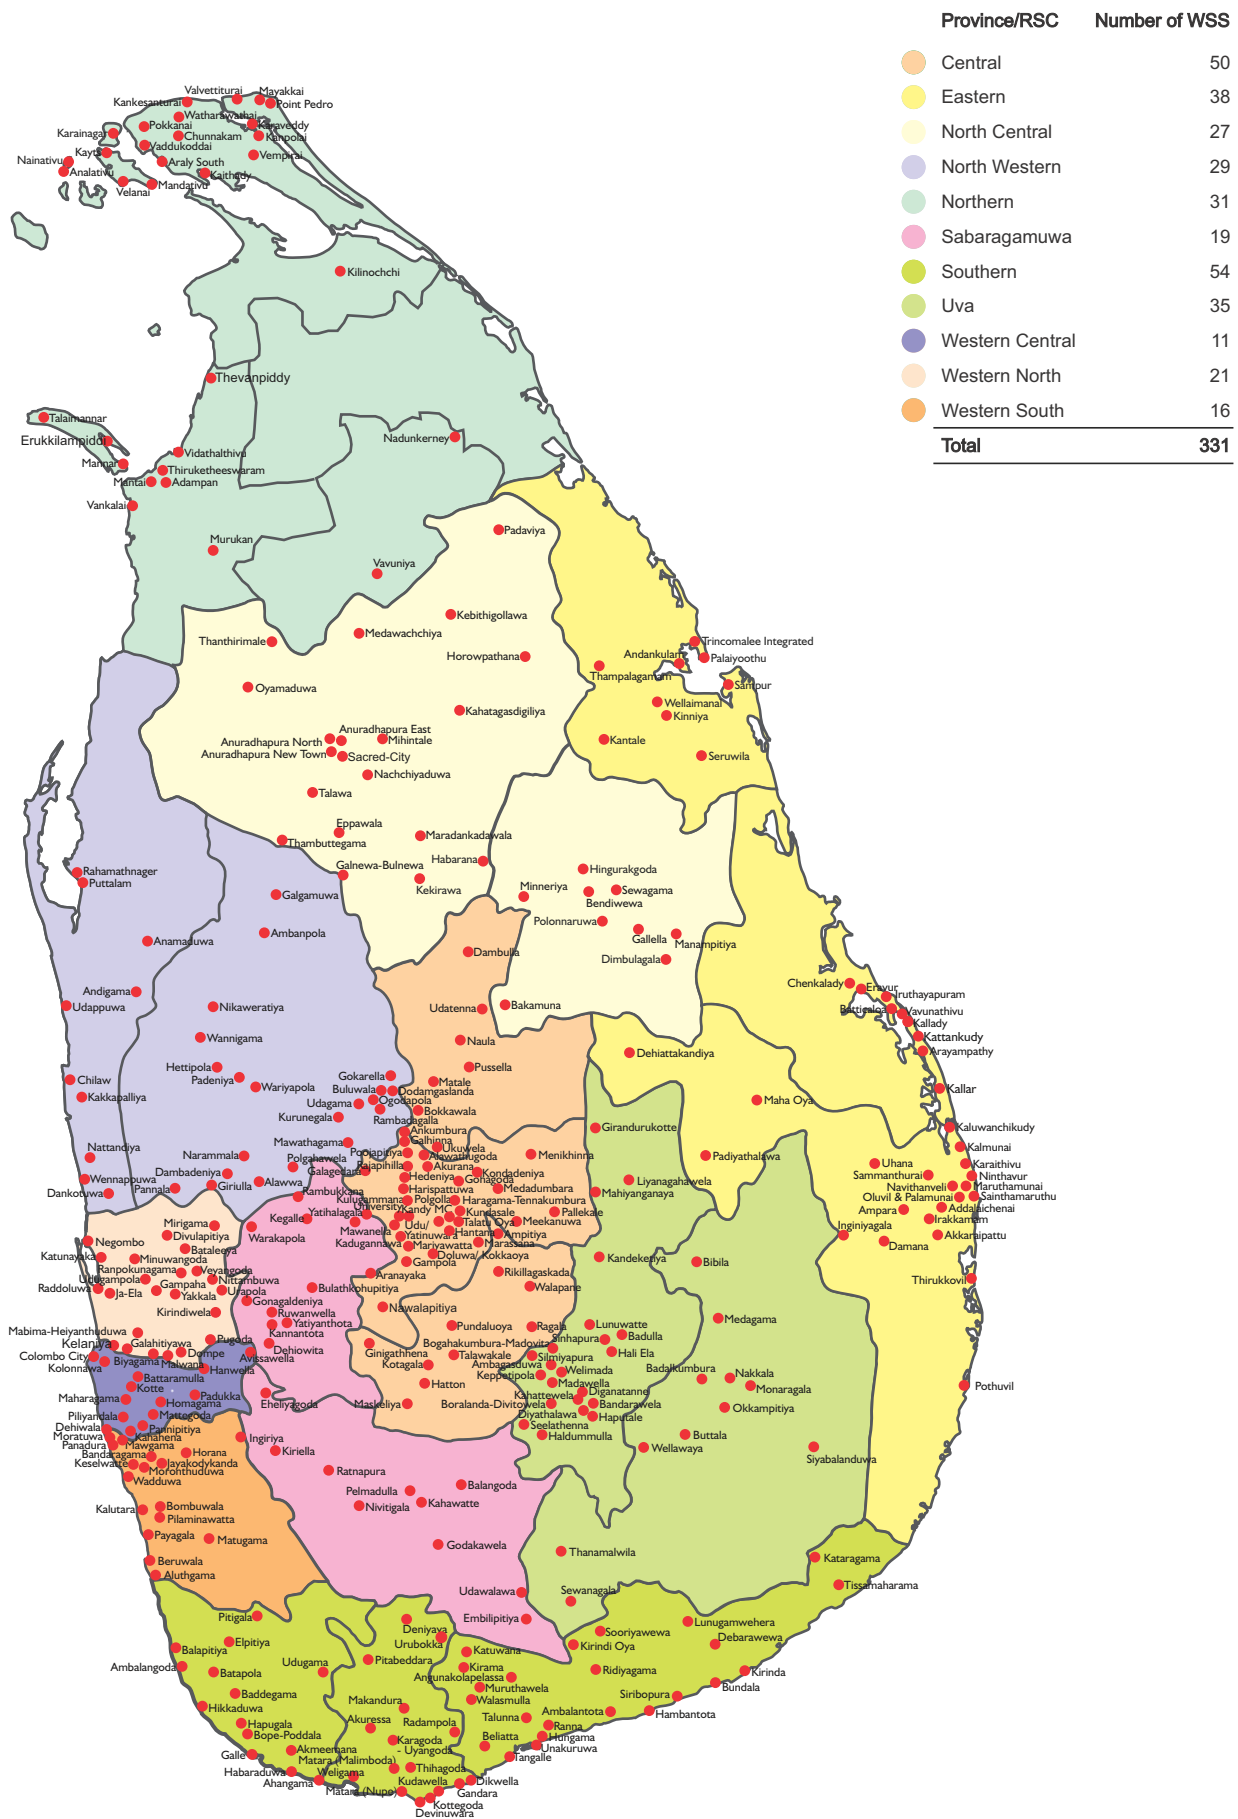 Province/RSC Number of WSS
Central 50
Eastern 38
North Central 27
North Western 29
Northern 31
Sabaragamuwa 19
Southern 54
Uva 35
Western Central 11
Western North 21
Western South 16
Total 331
Valvettiturai
Mayakkai
Kankesanturai
Point Pedro
Watharawathai
Karaveddy
Pokkanai
Karainagar
Chunnakam
Kanpolai
Vaddukoddai
Kayts
Vempirai
Nainativu
Araly South
Analativu
Kaithady
Velanai
Mandativu
Kilinochchi
Thevanpiddy
Talaimannar
Erukkilampiddi
Nadunkerney
Vidathalthivu
Mannar
Thiruketheeswaram
Mantai
Adampan
Vankalai
Padaviya
Murukan
Vavuniya
Kebithigollawa
Medawachchiya
Thanthirimale
Trincomalee Integrated
Horowpathana
Andankulam
Palaiyoothu
Thampalagamam
Oyamaduwa
Sampur
Wellaimanal
Kinniya
Kahatagasdigiliya
Anuradhapura East
Anuradhapura North
Mihintale
Kantale
Anuradhapura New Town
Sacred-City
Seruwila
Nachchiyaduwa
Talawa
Eppawala
Maradankadawala
Thambuttegama
Galnewa-Bulnewa
Habarana
Hingurakgoda
Rahamathnager
Puttalam
Kekirawa
Minneriya
Sewagama
Galgamuwa
Bendiwewa
Polonnaruwa
Ambanpola
Gallella
Manampitiya
Anamaduwa
Dambulla
Dimbulagala
Chenkalady
Eravur
Andigama
Iruthayapuram
Udappuwa
Nikaweratiya
Udatenna
Bakamuna
Batticaloa
Vavunathivu
Kallady
Wannigama
Naula
Kattankudy
Dehiattakandiya
Arayampathy
Hettipola
Pussella
Chilaw
Padeniya
Gokarella
Matale
Wariyapola
Buluwala
Dodamgaslanda
Kallar
Kakkapalliya
Udagama
Ogodapola
Maha Oya
Kurunegala
Rambadagalla
Bokkawala
Girandurukotte
Kaluwanchikudy
Ankumbura
Mawathagama
Galhinna
Nattandiya
Poojapitiya
Ukuwela
Kalmunai
Narammala
Polgahawela
Alawathugoda
Menikhinna
Padiyathalawa
Uhana
Karaithivu
Galagedara
Rajapihilla
Akurana
Dambadeniya
Kondadeniya
Sammanthurai
Ninthavur
Wennappuwa
Hedeniya
Gohagoda
Liyanagahawela
Giriulla
Alawwa
Navithanveli
Maruthamunai
Pannala
Harispattuwa
Medadumbara
Mahiyanganaya
Dankotuwa
Rambukkana
Oluvil & Palamunai
Sainthamaruthu
Kulugammana
Polgolla
Haragama-Tennakumbura
Yatihalagala
University
Kandy MC
Kundasale
Pallekale
Ampara
Addalaichenai
Kegalle
Mirigama
Mawanella
Udu/
Talatu Oya
Meekanuwa
Irakkamam
Warakapola
Divulapitiya
Kadugannawa
Yatinuwara
Hantana
Ampitiya
Inginiyagala
Akkaraipattu
Negombo
Bataleeya
Mariyawatta
Marassana
Damana
Katunayaka
Minuwangoda
Doluwa/ Kokkaoya
Kandeketiya
Bibila
Ranpokunagama
Veyangoda
Aranayaka
Gampola
Rikillagaskada
Thirukkovil
Udugampola
Nittambuwa
Raddoluwa
Gampaha
Urapola
Bulathkohupitiya
Walapane
Ja-Ela
Yakkala
Gonagaldeniya
Nawalapitiya
Kirindiwela
Ruwanwella
Medagama
Mabima-Heiyanthuduwa
Yatiyanthota
Pundaluoya
Ragala
Lunuwatte
Kelaniya
Galahitiyawa
Pugoda
Kannantota
Ginigathhena
Bogahakumbura-Madovita
Sinhapura
Badulla
Colombo City
Dompe
Avissawella
Dehiowita
Talawakale
Silmiyapura
Hali Ela
Kolonnawa
Biyagama
Malwana
Hanwella
Kotagala
Ambagasduwa
Welimada
Badalkumbura
Nakkala
Battaramulla
Keppetipola
Madawella
Monaragala
Pothuvil
Kotte
Padukka
Hatton
Kahattewela
Diganatanne
Maharagama
Homagama
Eheliyagoda
Maskeliya
Boralanda-Divitowela
Bandarawela
Okkampitiya
Piliyandala
Mattegoda
Diyathalawa
Haputale
Dehiwala
Pannipitiya
Seelathenna
Moratuwa
Kahahena
Ingiriya
Haldummulla
Buttala
Panadura
Mawgama
Kiriella
Wellawaya
Bandaragama
Horana
Siyabalanduwa
Keselwatte
Jayakodykanda
Moronthuduwa
Ratnapura
Wadduwa
Pelmadulla
Balangoda
Kalutara
Bombuwala
Nivitigala
Kahawatte
Pilaminawatta
Payagala
Matugama
Godakawela
Thanamalwila
Kataragama
Beruwala
Aluthgama
Udawalawa
Sewanagala
Tissamaharama
Pitigala
Deniyaya
Embilipitiya
Lunugamwehera
Sooriyawewa
Elpitiya
Urubokka
Kirindi Oya
Debarawewa
Balapitiya
Katuwana
Ambalangoda
Udugama
Pitabeddara
Kirama
Ridiyagama
Kirinda
Batapola
Angunakolapelassa
Bundala
Baddegama
Muruthawela
Siribopura
Hikkaduwa
Makandura
Walasmulla
Hambantota
Hapugala
Akuressa
Radampola
Talunna
Ambalantota
Bope-Poddala
Karagoda
- Uyangoda
Ranna
Galle
Akmeemana
Beliatta
Hungama
Matara (Malimboda)
Unakuruwa
Habaraduwa
Weligama
Thihagoda
Tangalle
Ahangama
Kudawella
Dikwella
Matara (Nupe)
Gandara
Kottegoda
Devinuwara